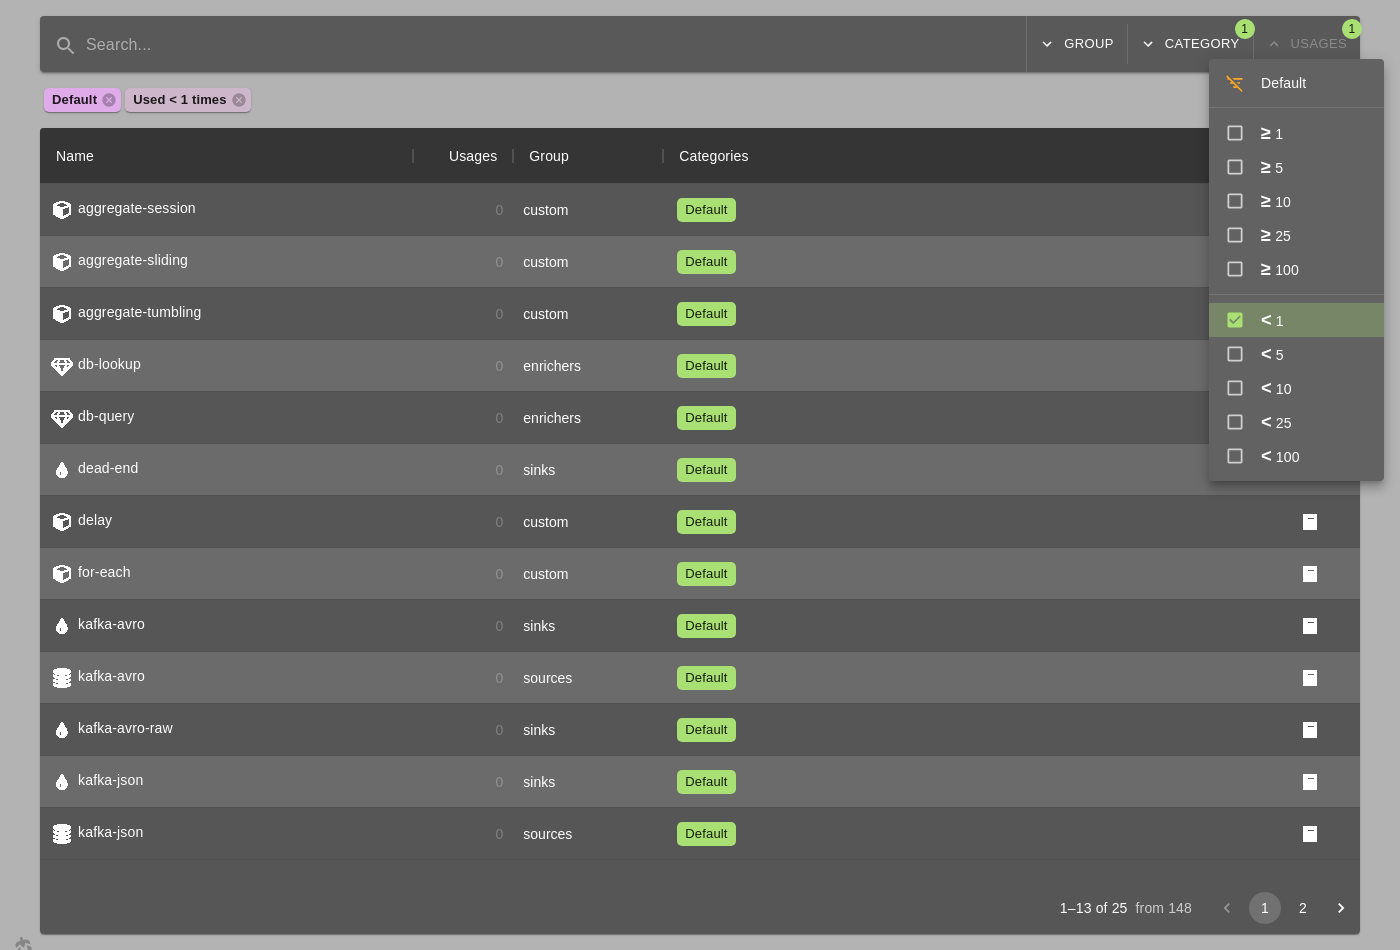 Search...
GROUP
CATEGORY
1
USAGES
1
Default
Used < 1 times
Default
≥ 1
≥ 5
≥ 10
≥ 25
≥ 100
< 1
< 5
< 10
< 25
< 100
Name Usages Group Categories
aggregate-session 0 custom Default
aggregate-sliding 0 custom Default
aggregate-tumbling 0 custom Default
db-lookup 0 enrichers Default
db-query 0 enrichers Default
dead-end 0 sinks Default
delay 0 custom Default
for-each 0 custom Default
kafka-avro 0 sinks Default
kafka-avro 0 sources Default
kafka-avro-raw 0 sinks Default
kafka-json 0 sinks Default
kafka-json 0 sources Default
1–13 of 25 from 148 1 2